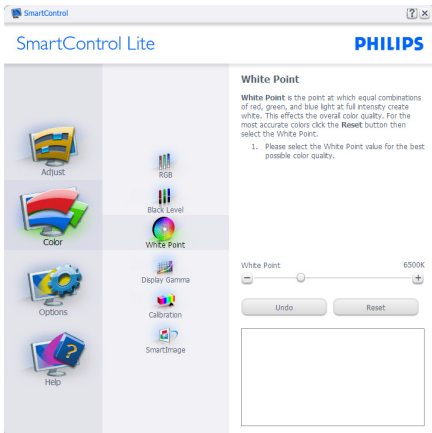 SmartControl
SmartControl Lite
PHILIPS
Adjust
Color
Options
Help
RGB
Black Level
White Point
Display Gamma
Calibration
SmartImage
White Point
White Point is the point at which equal combinations
of red, green, and blue light at full intensity create
white. This effects the overall color quality. For the
most accurate colors click the Reset button then
select the White Point.
1. Please select the White Point value for the best
possible color quality.
White Point 6500K
Undo Reset